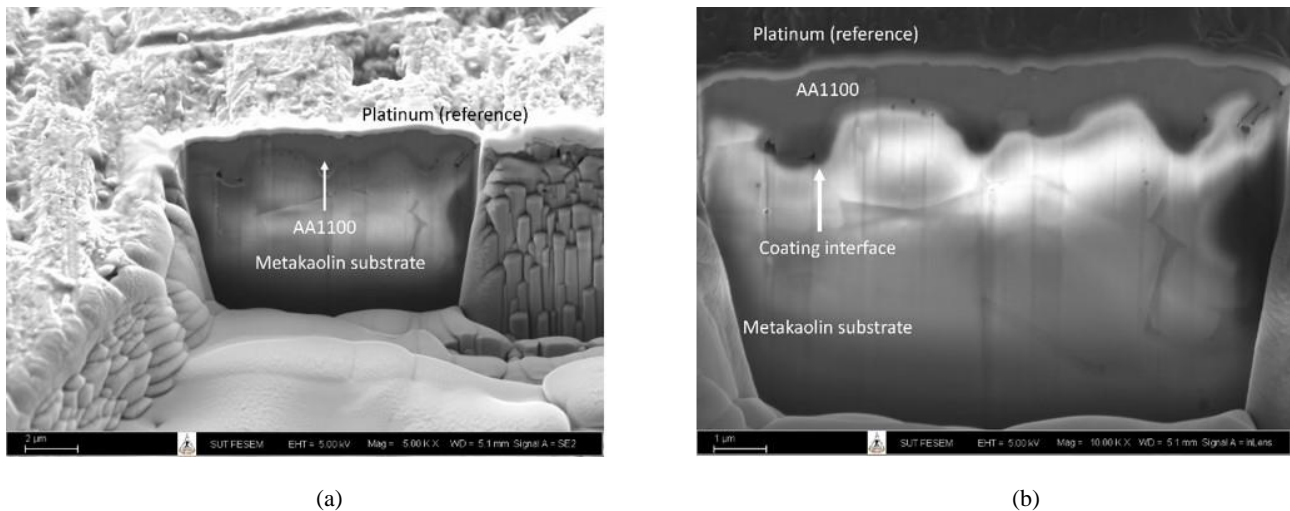 Platinum (reference)
AA1100
Metakaolin substrate
2 µm
SUT FESEM EHT = 5.00 kV Mag = 5.00 K X WD = 5.1 mm Signal A = SE2
(a)
Platinum (reference)
AA1100
Coating interface
Metakaolin substrate
1 µm
SUT FESEM EHT = 5.00 kV Mag = 10.00 K X WD = 5.1 mm Signal A = InLens
(b)